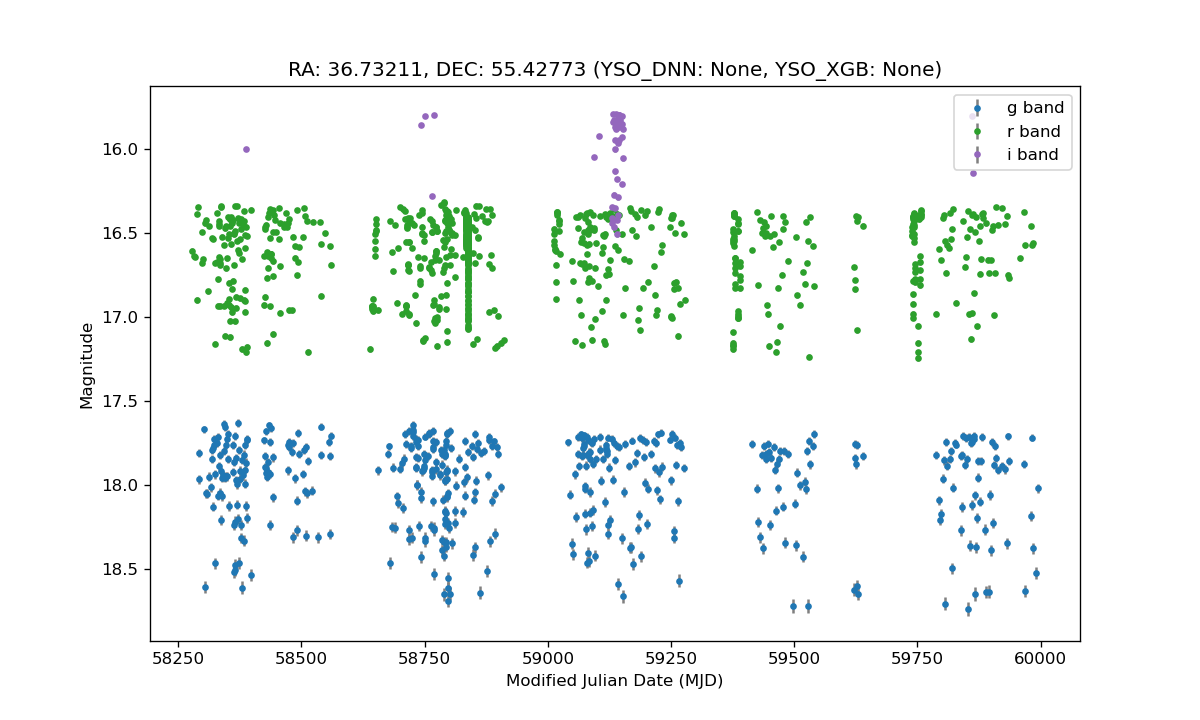 RA: 36.73211, DEC: 55.42773 (YSO_DNN: None, YSO_XGB: None)
g band
r band
i band
16.0
16.5
17.0
17.5
18.0
18.5
Magnitude
58250 58500 58750 59000 59250 59500 59750 60000
Modified Julian Date (MJD)